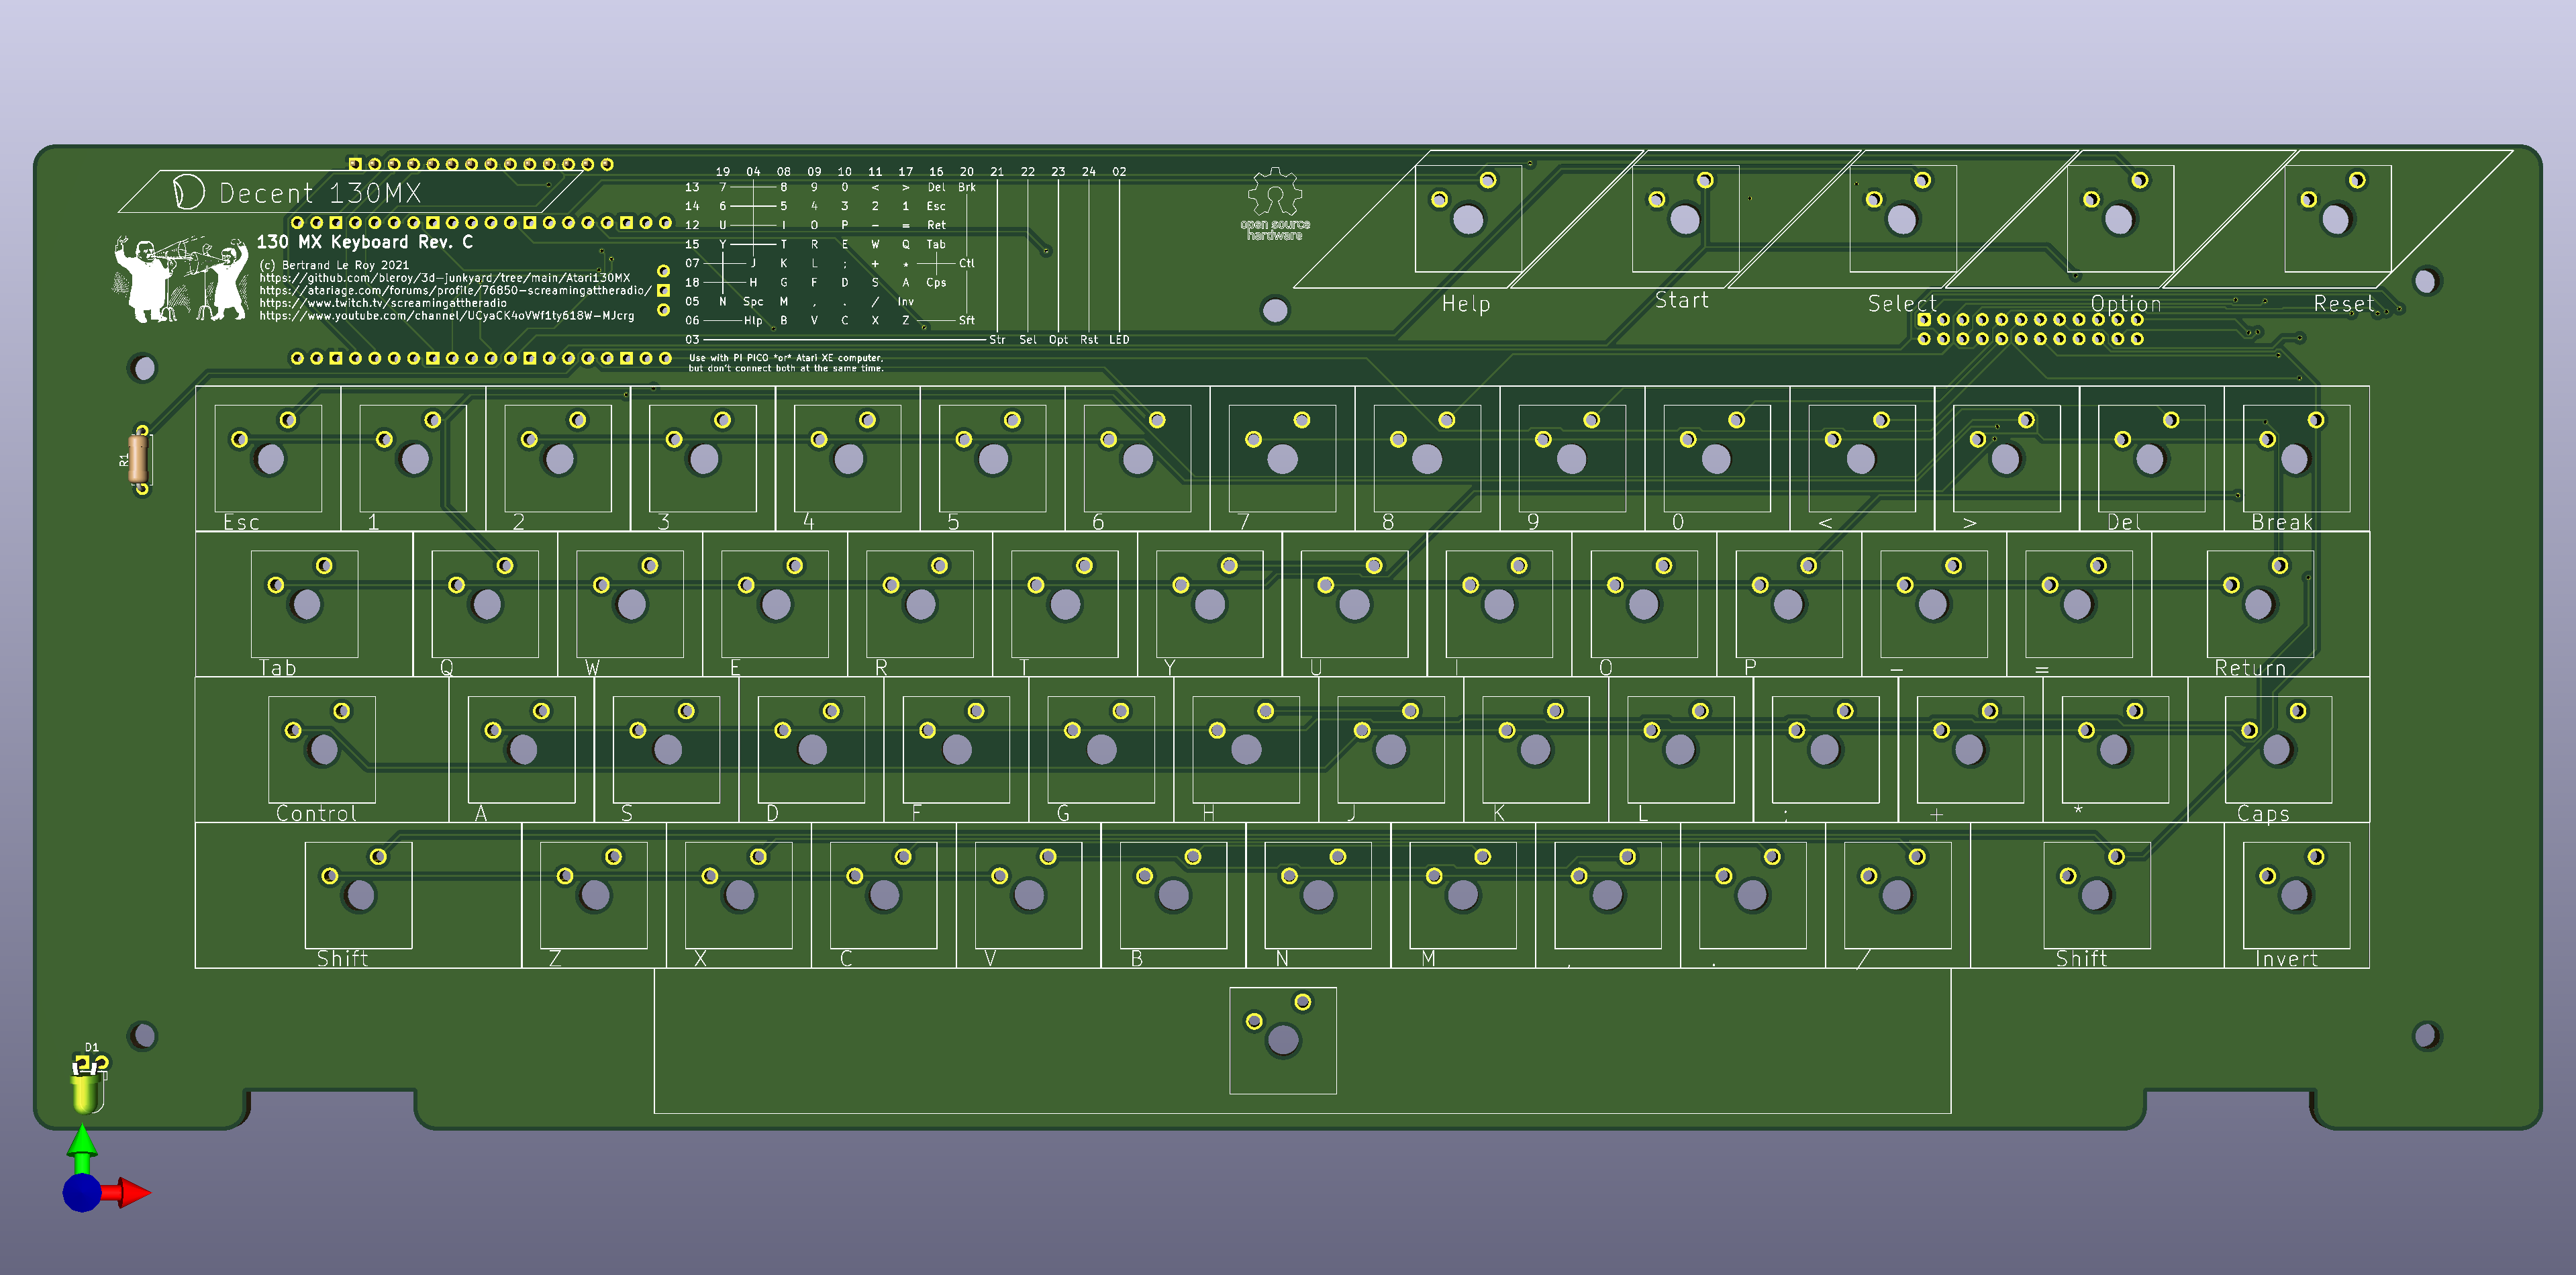 Decent 130MX
130 MX Keyboard Rev. C
(c) Bertrand Le Roy 2021
https://github.com/bleroy/3d-junkyard/tree/main/Atari130MX
https://atariage.com/forums/profile/76850-screamingattheradio/
https://www.twitch.tv/screamingattheradio
https://www.youtube.com/channel/UCyaCK4oVWf1ty618W-MJcrg
19 04 08 09 10 11 17 16 20 21 22 23 24 02
13 7 8 9 0 < > Del Brk
14 6 5 4 3 2 1 Esc
12 U I O P - = Ret
15 Y T R E W Q Tab
07 J K L ; + * Ctl
18 H G F D S A Cps
05 N Spc M , . / Inv
06 Hlp B V C X Z Sft
03 Str Sel Opt Rst LED
Use with PI PICO *or* Atari XE computer,
but don't connect both at the same time.
open source
hardware
Help Start Select Option Reset
R1
Esc 1 2 3 4 5 6 7 8 9 0 < > Del Break
Tab Q W E R T Y U I O P - = Return
Control A S D F G H J K L ; + * Caps
Shift Z X C V B N M , . / Shift Invert
D1